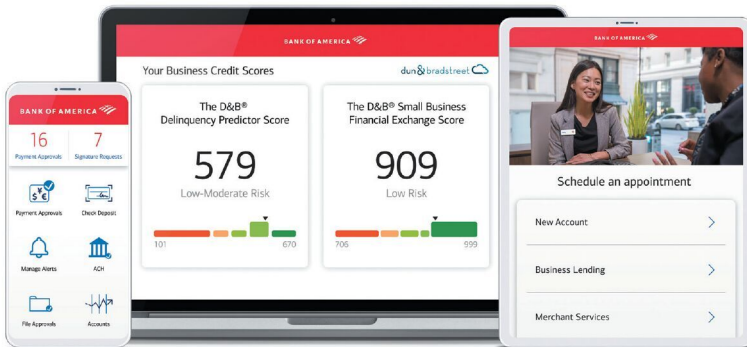 BANK OF AMERICA
16
7
Payment Approvals
Signature Requests
Payment Approvals
Check Deposit
Manage Alerts
ACH
File Approvals
Accounts
BANK OF AMERICA
Your Business Credit Scores
dun & bradstreet
The D&B®
Delinquency Predictor Score
579
Low-Moderate Risk
101
670
The D&B® Small Business
Financial Exchange Score
909
Low Risk
706
999
BANK OF AMERICA
Schedule an appointment
New Account
Business Lending
Merchant Services